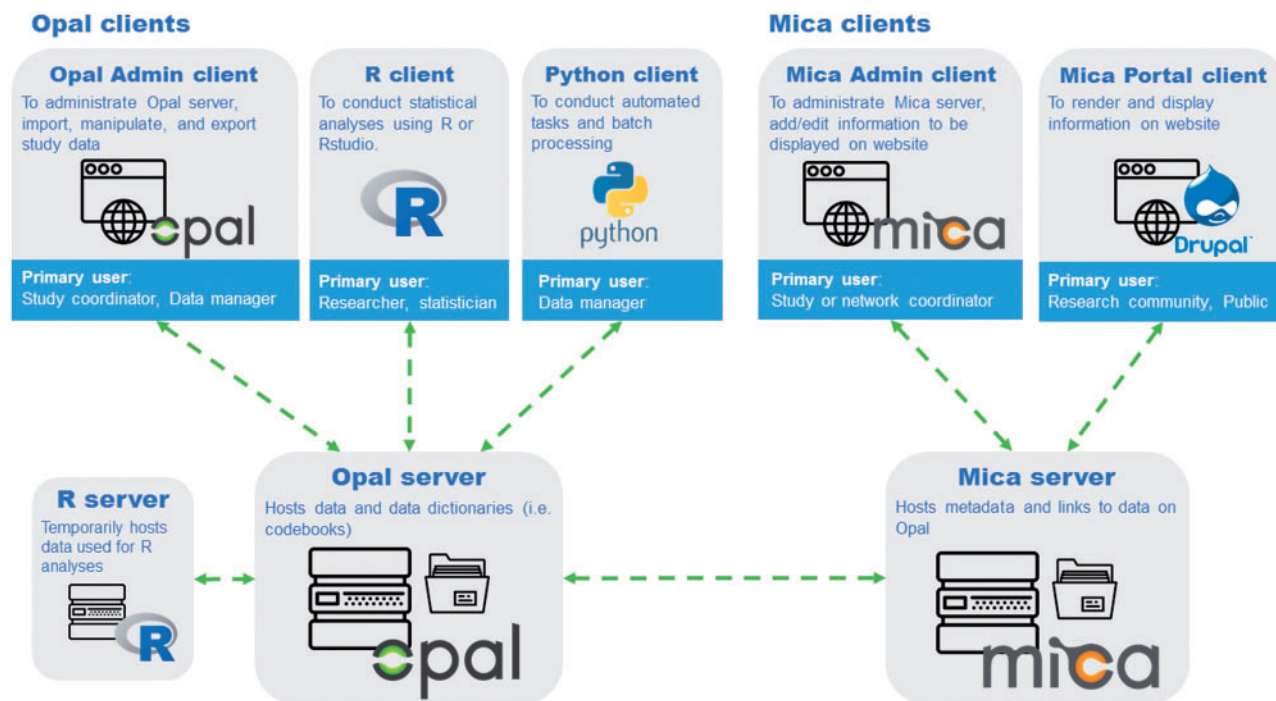 Opal clients
Opal Admin client
To administrate Opal server,
import, manipulate, and export
study data
opal
Primary user:
Study coordinator, Data manager
R client
To conduct statistical
analyses using R or
Rstudio.
R
Primary user:
Researcher, statistician
Python client
To conduct automated
tasks and batch
processing
python
Primary user:
Data manager
Mica clients
Mica Admin client
To administrate Mica server,
add/edit information to be
displayed on website
mica
Primary user:
Study or network coordinator
Mica Portal client
To render and display
information on website
Drupal
Primary user:
Research community, Public
R server
Temporarily hosts
data used for R
analyses
R
Opal server
Hosts data and data dictionaries (i.e.
codebooks)
opal
Mica server
Hosts metadata and links to data on
Opal
mica